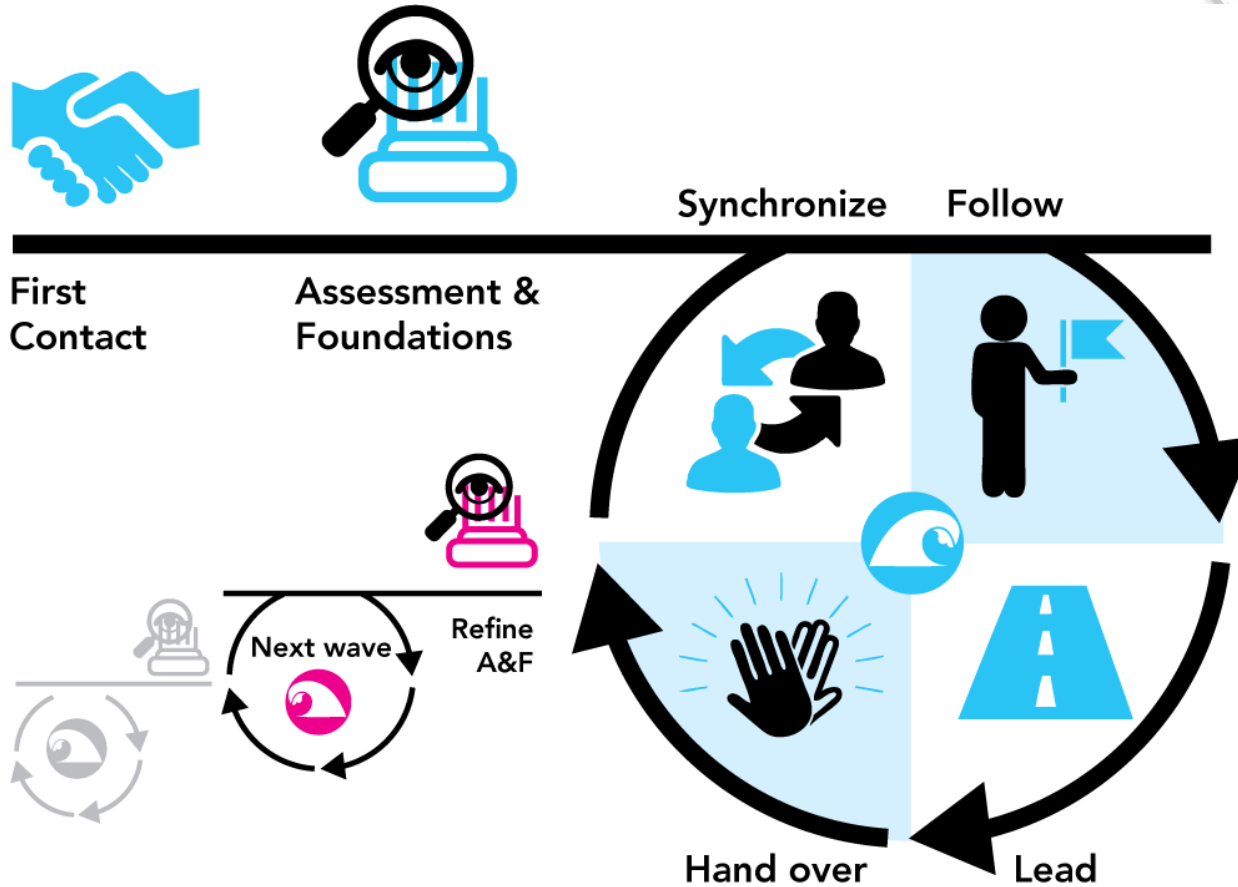 Synchronize
Follow
First
Contact
Assessment &
Foundations
Next wave
Refine
A&F
Hand over
Lead